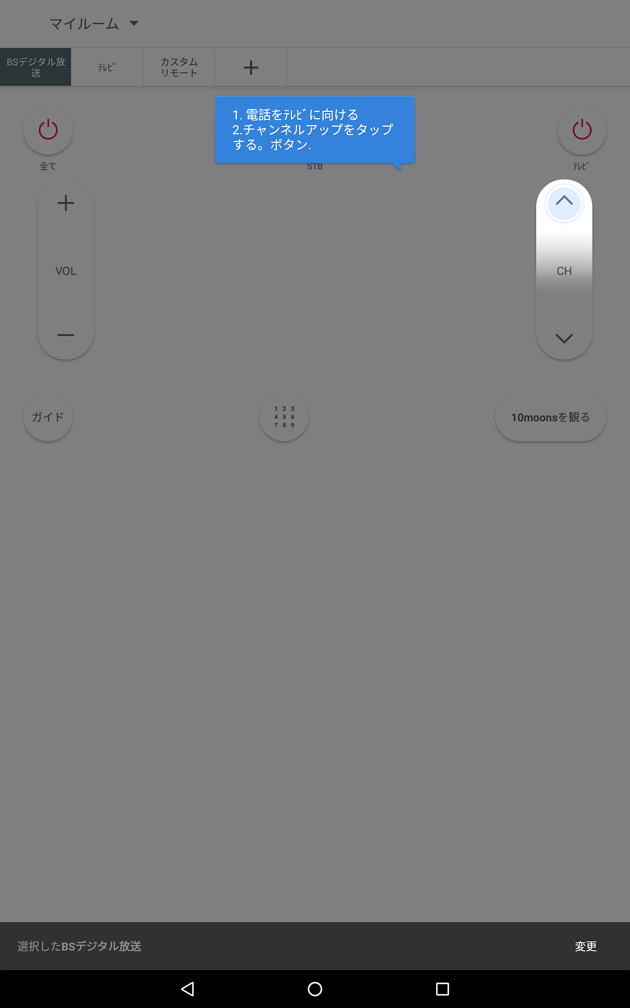 マイルーム
BSデジタル放
送
ﾃﾚﾋﾞ
カスタム
リモート
1. 電話をﾃﾚﾋﾞに向ける
2.チャンネルアップをタップ
する。ボタン.
全て
STB
ﾃﾚﾋﾞ
VOL
CH
ガイド
1 2 3
4 5 6
7 8 9
10moonsを観る
選択したBSデジタル放送
変更